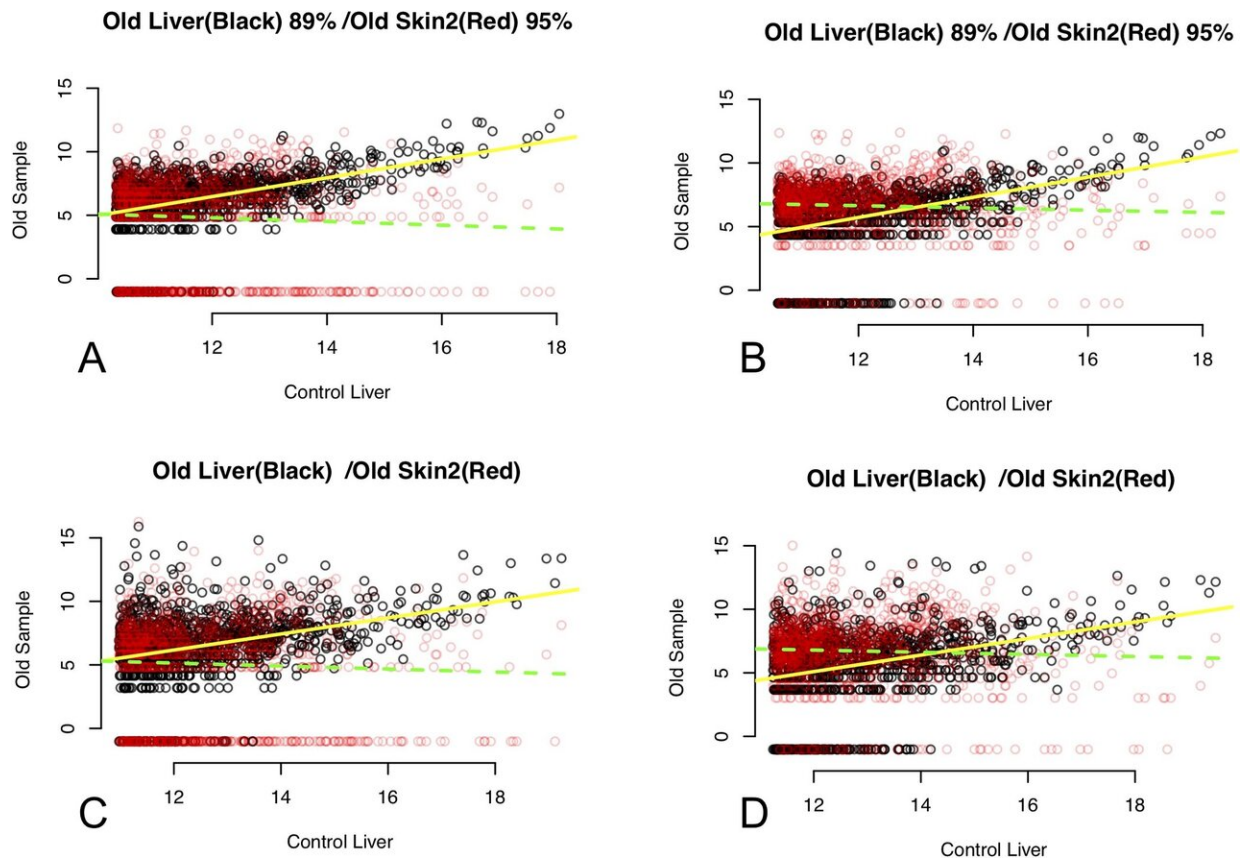 Old Liver(Black) 89% /Old Skin2(Red) 95%
Old Sample
15
10
5
0
12 14 16 18
Control Liver
A
Old Liver(Black) 89% /Old Skin2(Red) 95%
Old Sample
15
10
5
0
12 14 16 18
Control Liver
B
Old Liver(Black) /Old Skin2(Red)
Old Sample
15
10
5
0
12 14 16 18
Control Liver
C
Old Liver(Black) /Old Skin2(Red)
Old Sample
15
10
5
0
12 14 16 18
Control Liver
D